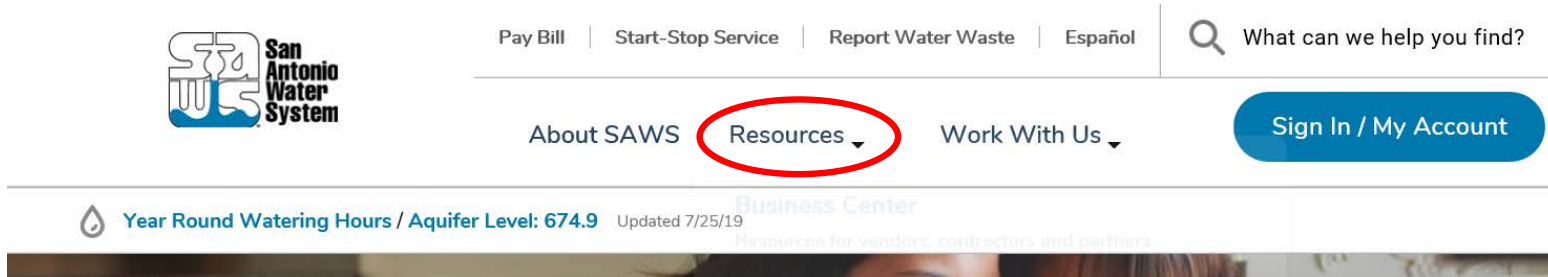 San
Antonio
Water
System
Pay Bill | Start-Stop Service | Report Water Waste | Español
What can we help you find?
About SAWS Resources Work With Us
Sign In / My Account
Year Round Watering Hours / Aquifer Level: 674.9 Updated 7/25/19
Business Center
Resources for vendors, contractors and partners